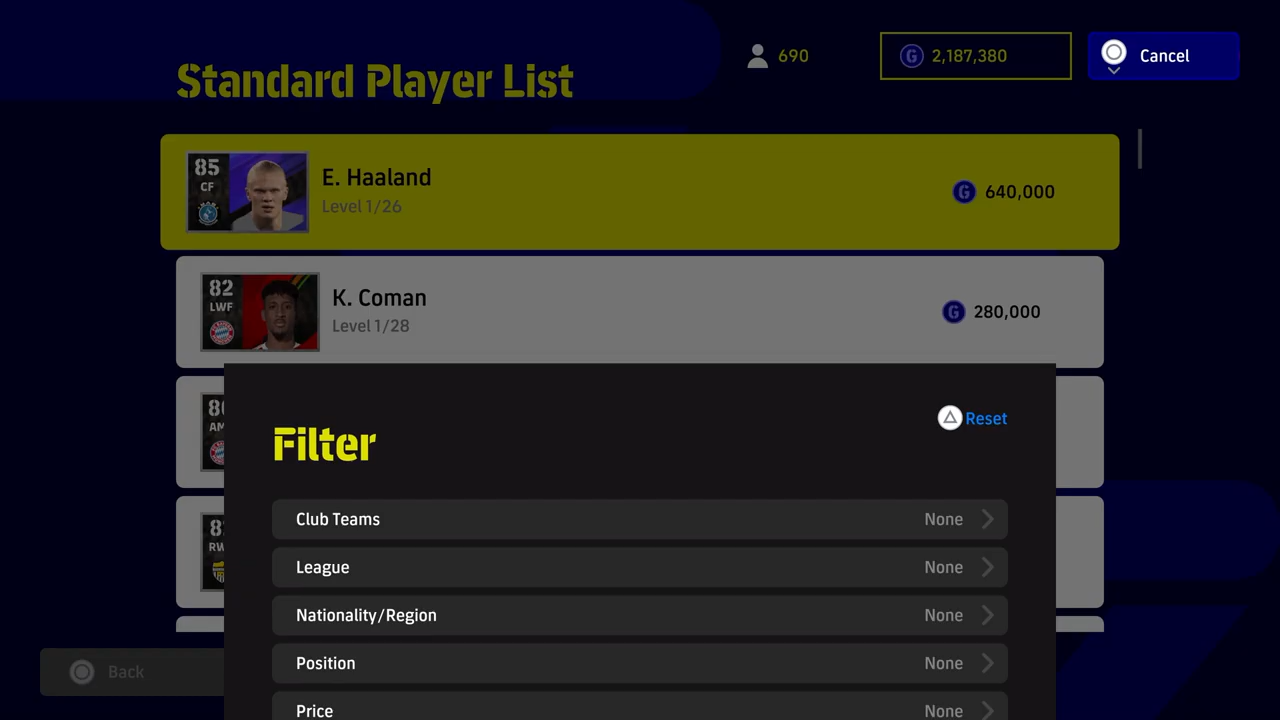 690
G 2,187,380
Cancel
Standard Player List
85
CF
E. Haaland
Level 1/26
G 640,000
82
LWF
K. Coman
Level 1/28
G 280,000
AM
Reset
Filter
Club Teams None
League None
RW
Nationality/Region None
Position None
Back
Price None